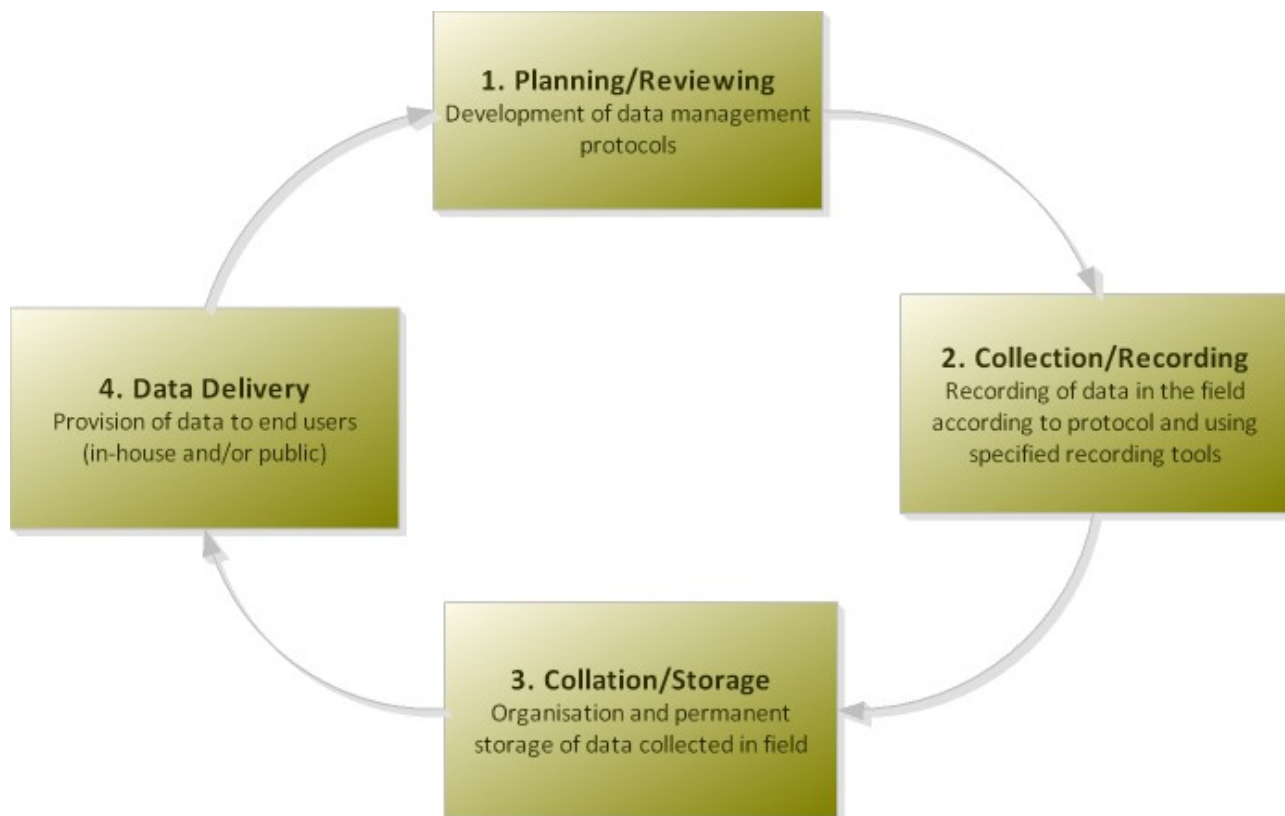 1. Planning/Reviewing
Development of data management
protocols
2. Collection/Recording
Recording of data in the field
according to protocol and using
specified recording tools
3. Collation/Storage
Organisation and permanent
storage of data collected in field
4. Data Delivery
Provision of data to end users
(in-house and/or public)